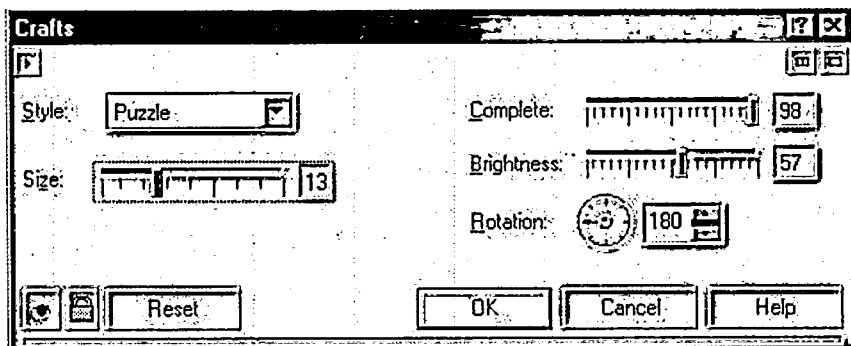 Crafts
Style: Puzzle
Complete: 98
Size: 13
Brightness: 57
Rotation: 180
Reset OK Cancel Help